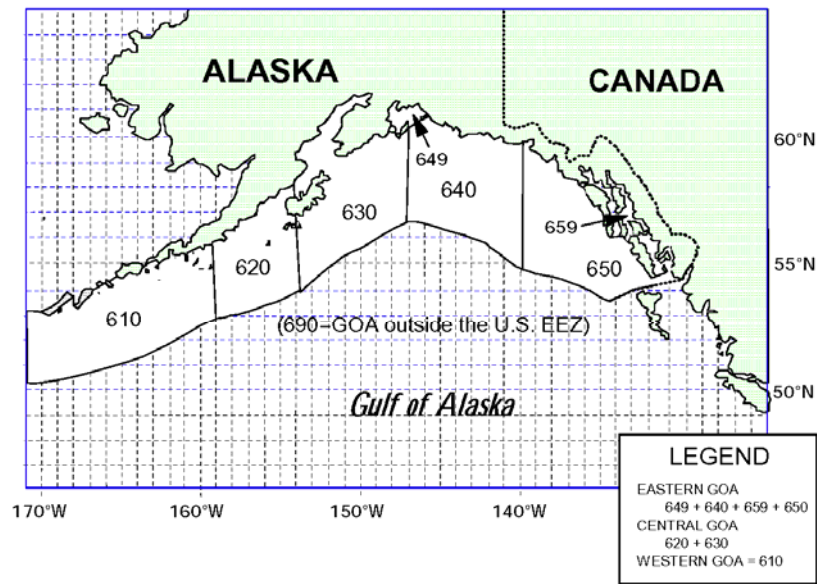 ALASKA
CANADA
60°N
649
640
630
659
620
650
55°N
610
(690–GOA outside the U.S. EEZ)
50°N
Gulf of Alaska
170°W
160°W
150°W
140°W
LEGEND
EASTERN GOA
649 + 640 + 659 + 650
CENTRAL GOA
620 + 630
WESTERN GOA = 610